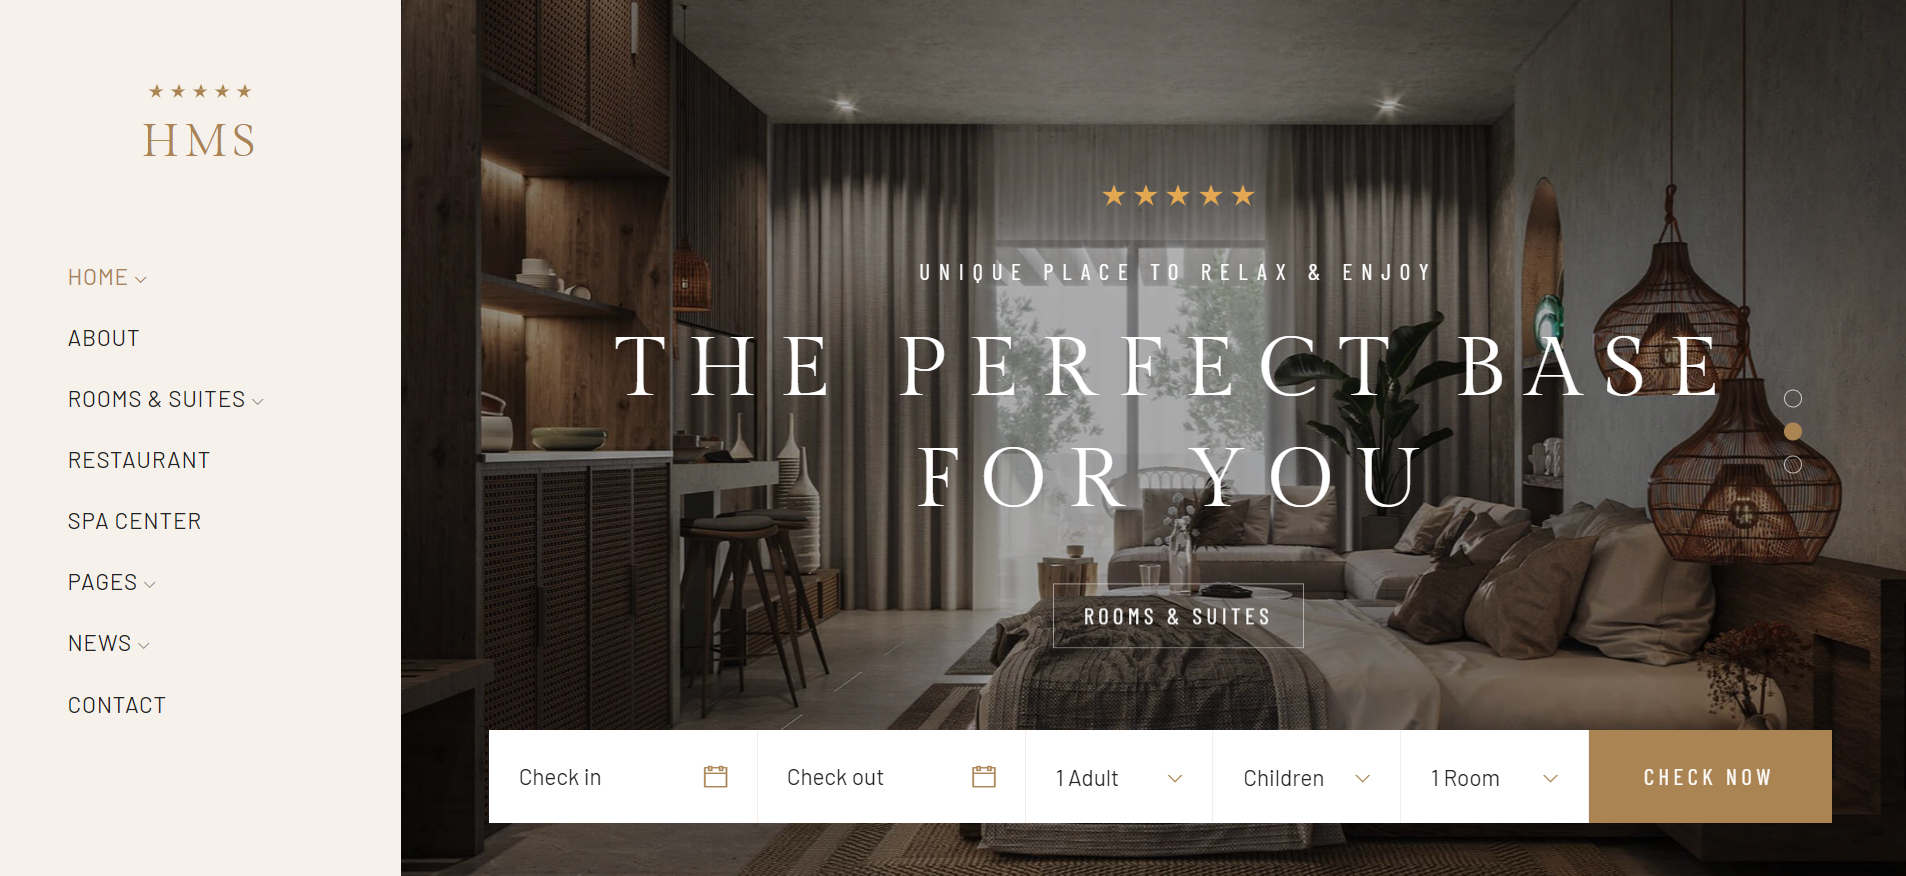 HMS
HOME
ABOUT
ROOMS & SUITES
RESTAURANT
SPA CENTER
PAGES
NEWS
CONTACT
UNIQUE PLACE TO RELAX & ENJOY
THE PERFECT BASE
FOR YOU
ROOMS & SUITES
Check in
Check out
1 Adult
Children
1 Room
CHECK NOW